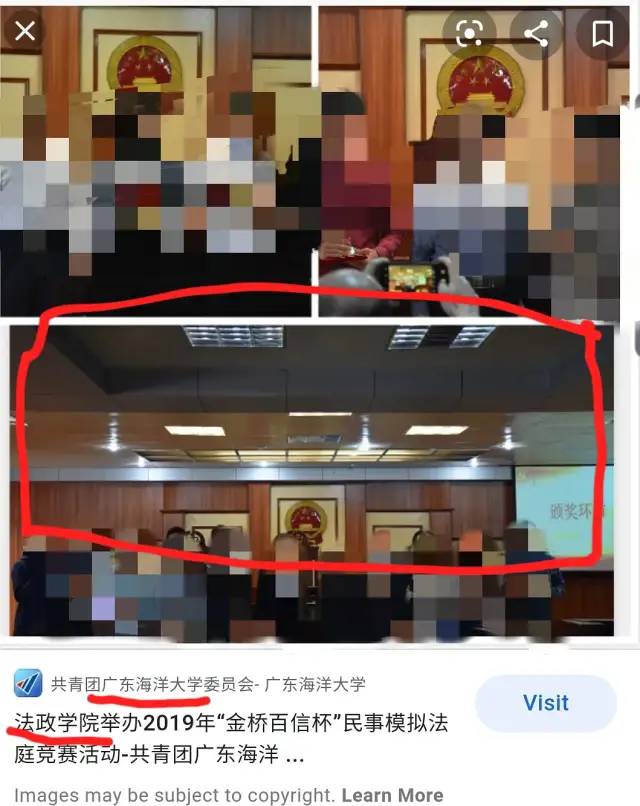 颁奖环
共青团广东海洋大学委员会- 广东海洋大学
法政学院举办2019年“金桥百信杯”民事模拟法
庭竞赛活动-共青团广东海洋 ...
Visit
Images may be subject to copyright. Learn More